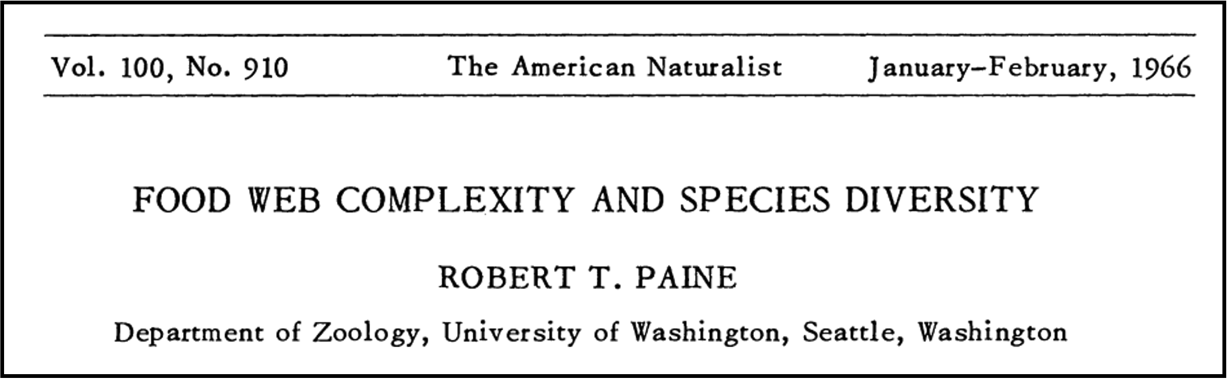 Vol. 100, No. 910 The American Naturalist January–February, 1966
FOOD WEB COMPLEXITY AND SPECIES DIVERSITY
ROBERT T. PAINE
Department of Zoology, University of Washington, Seattle, Washington